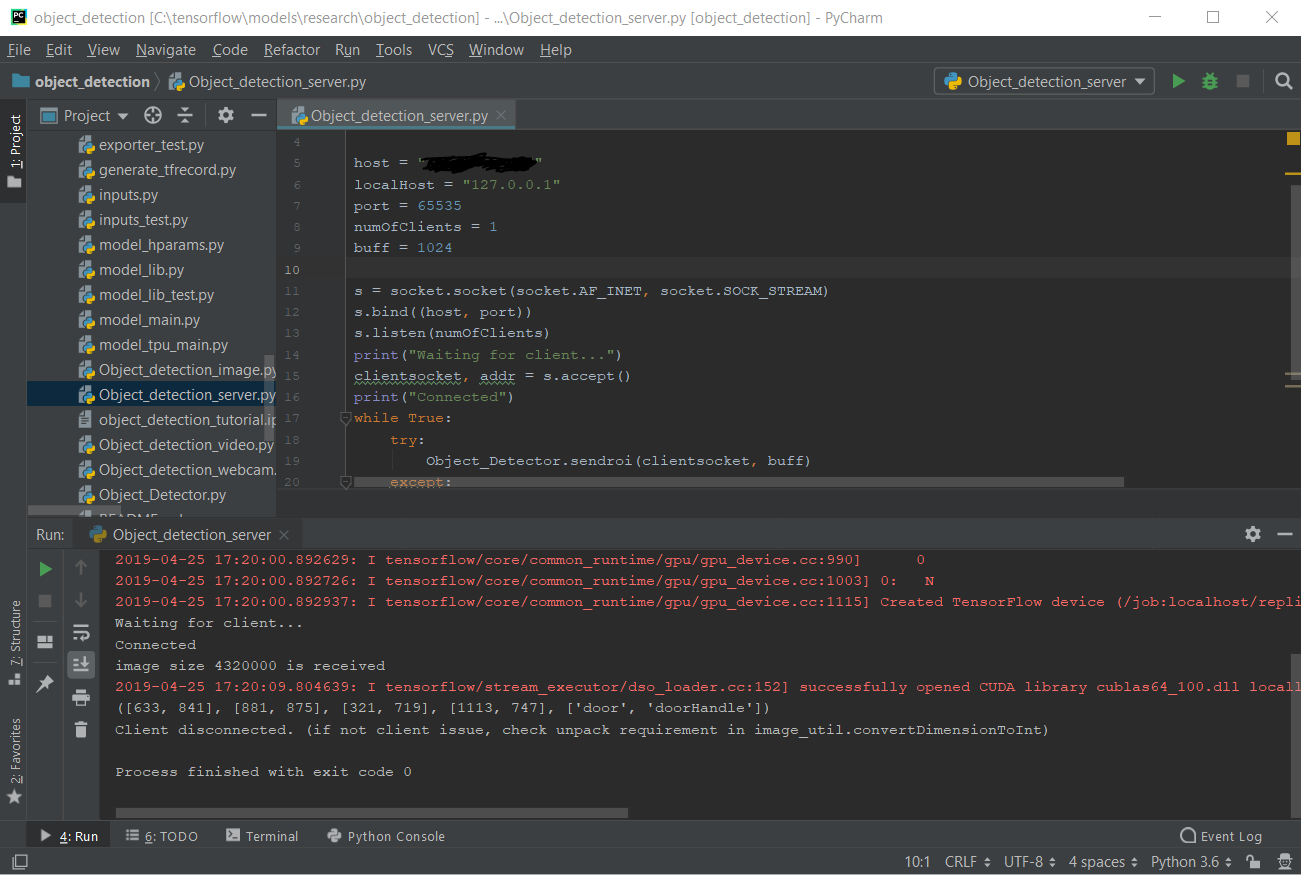 object_detection [C:\tensorflow\models\research\object_detection] - ...\Object_detection_server.py [object_detection] - PyCharm
File Edit View Navigate Code Refactor Run Tools VCS Window Help
object_detection Object_detection_server.py
Object_detection_server
1: Project
Project
Object_detection_server.py
exporter_test.py
generate_tfrecord.py
inputs.py
inputs_test.py
model_hparams.py
model_lib.py
model_lib_test.py
model_main.py
model_tpu_main.py
Object_detection_image.py
Object_detection_server.py
object_detection_tutorial.ip
Object_detection_video.py
Object_detection_webcam.
Object_Detector.py
4
5 host = " "
6 localHost = "127.0.0.1"
7 port = 65535
8 numOfClients = 1
9 buff = 1024
10
11 s = socket.socket(socket.AF_INET, socket.SOCK_STREAM)
12 s.bind((host, port))
13 s.listen(numOfClients)
14 print("Waiting for client...")
15 clientsocket, addr = s.accept()
16 print("Connected")
17 while True:
18 try:
19 Object_Detector.sendroi(clientsocket, buff)
20 except:
Run: Object_detection_server
2019-04-25 17:20:00.892629: I tensorflow/core/common_runtime/gpu/gpu_device.cc:990] 0
2019-04-25 17:20:00.892726: I tensorflow/core/common_runtime/gpu/gpu_device.cc:1003] 0: N
2019-04-25 17:20:00.892937: I tensorflow/core/common_runtime/gpu/gpu_device.cc:1115] Created TensorFlow device (/job:localhost/repli
Waiting for client...
Connected
image size 4320000 is received
2019-04-25 17:20:09.804639: I tensorflow/stream_executor/dso_loader.cc:152] successfully opened CUDA library cublas64_100.dll locall
([633, 841], [881, 875], [321, 719], [1113, 747], ['door', 'doorHandle'])
Client disconnected. (if not client issue, check unpack requirement in image_util.convertDimensionToInt)
Process finished with exit code 0
7: Structure
2: Favorites
4: Run 6: TODO Terminal Python Console Event Log
10:1 CRLF UTF-8 4 spaces Python 3.6